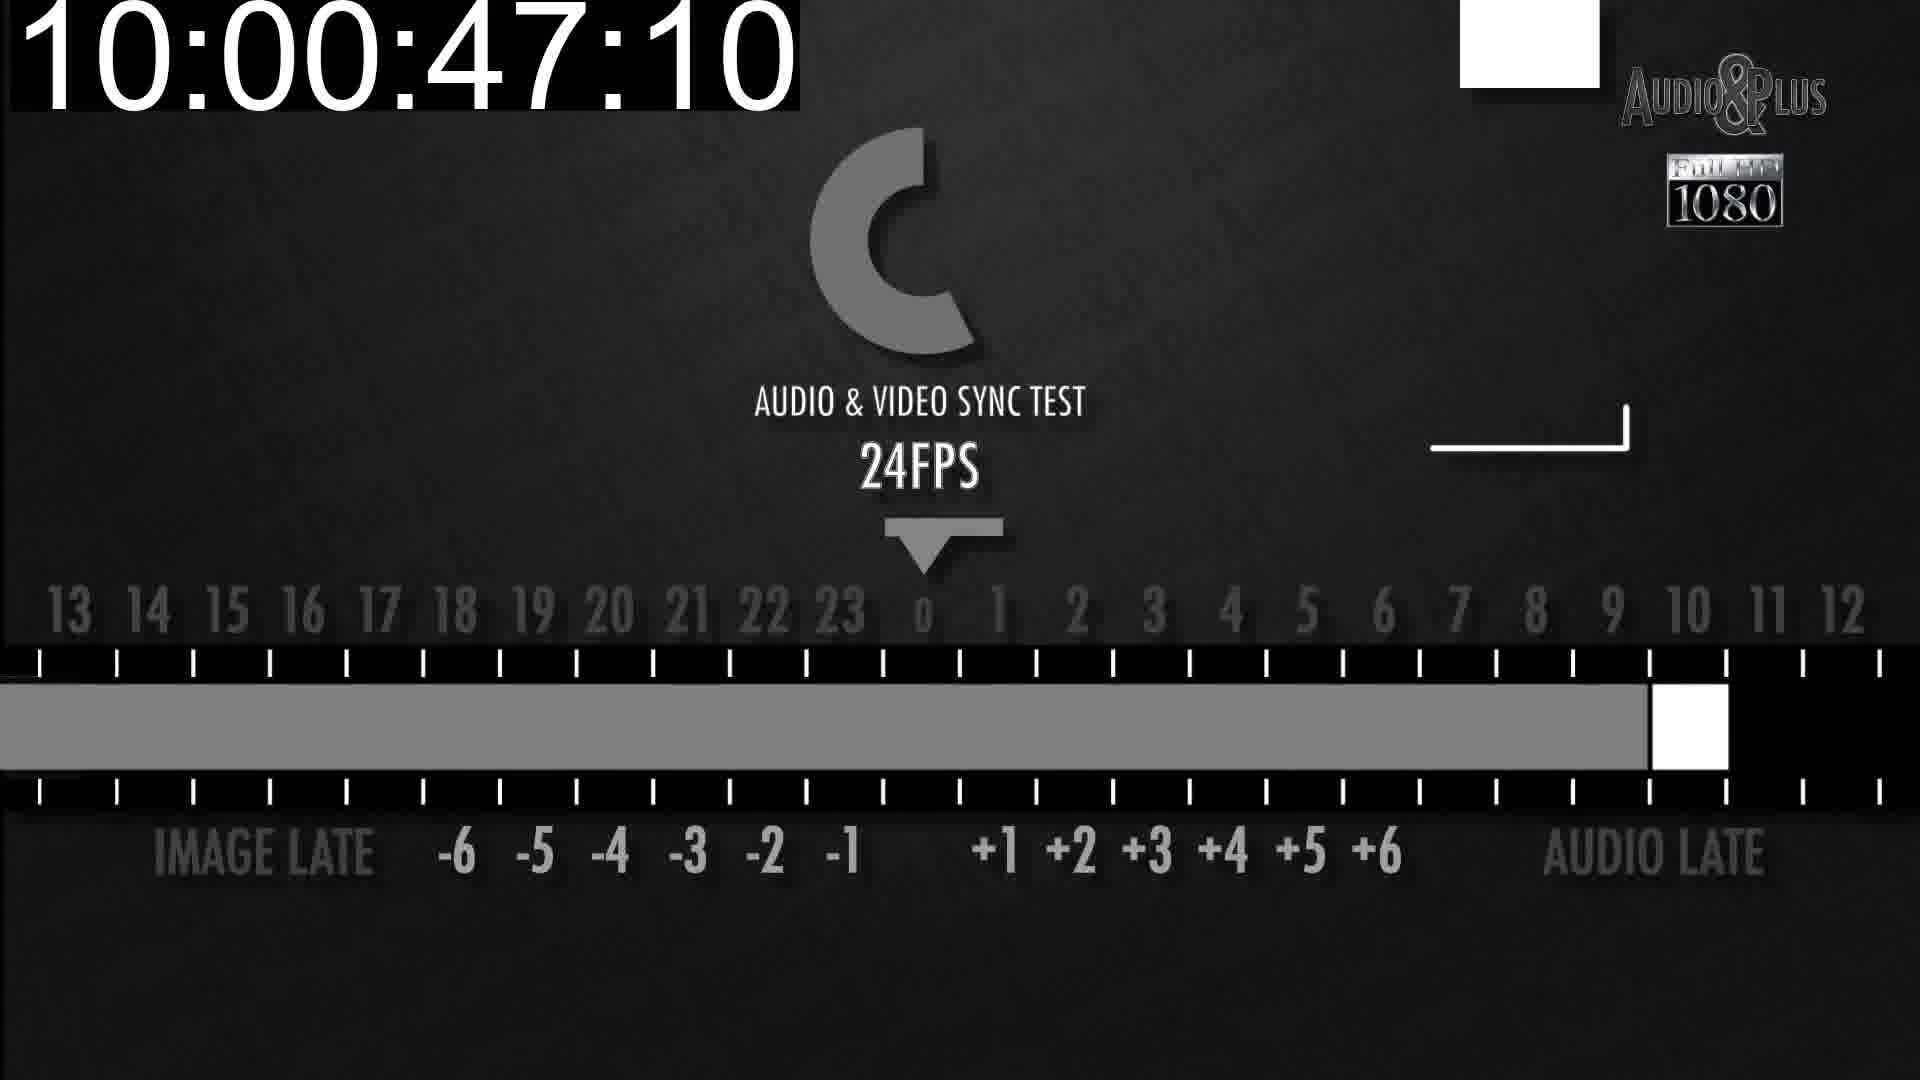 10:00:47:10
AUDIO&PLUS
FULL HD
1080
AUDIO & VIDEO SYNC TEST
24FPS
13 14 15 16 17 18 19 20 21 22 23 0 1 2 3 4 5 6 7 8 9 10 11 12
IMAGE LATE -6 -5 -4 -3 -2 -1 +1 +2 +3 +4 +5 +6 AUDIO LATE